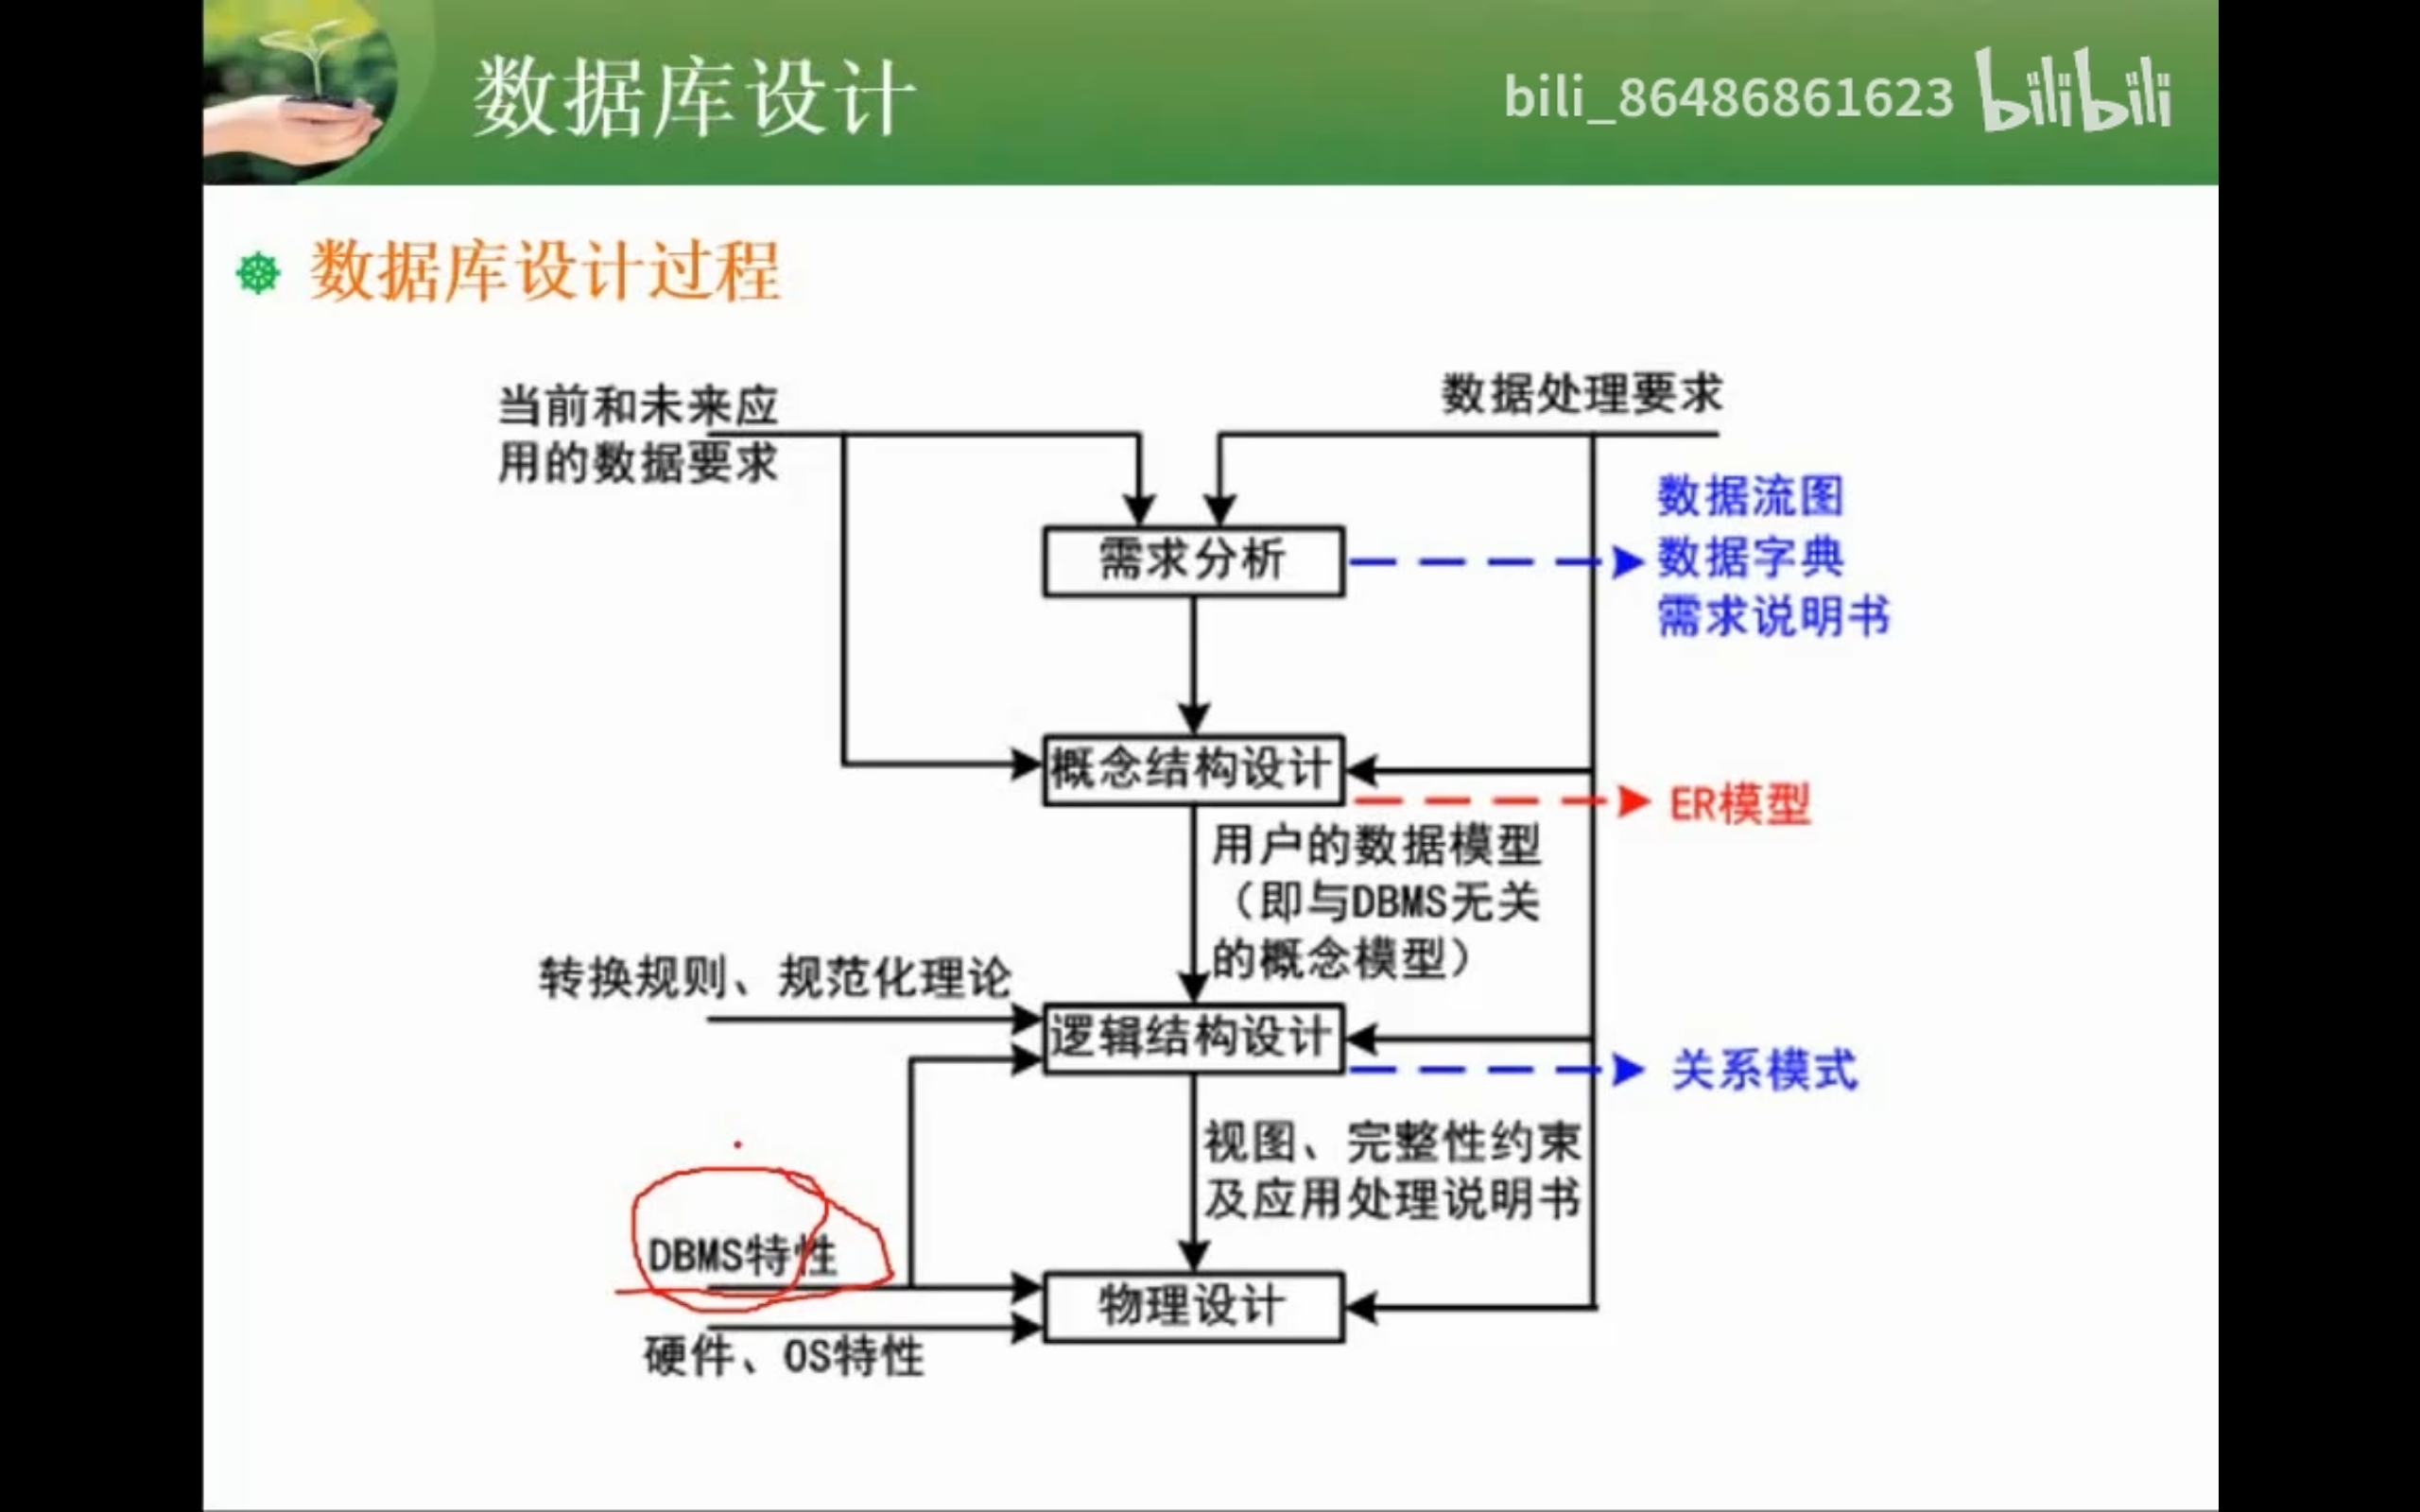 数据库设计
bili_86486861623 bilibili
数据库设计过程
当前和未来应
用的数据要求
数据处理要求
数据流图
需求分析
数据字典
需求说明书
概念结构设计
ER模型
用户的数据模型
（即与DBMS无关
的概念模型）
转换规则、规范化理论
逻辑结构设计
关系模式
视图、完整性约束
及应用处理说明书
DBMS特性
物理设计
硬件、OS特性